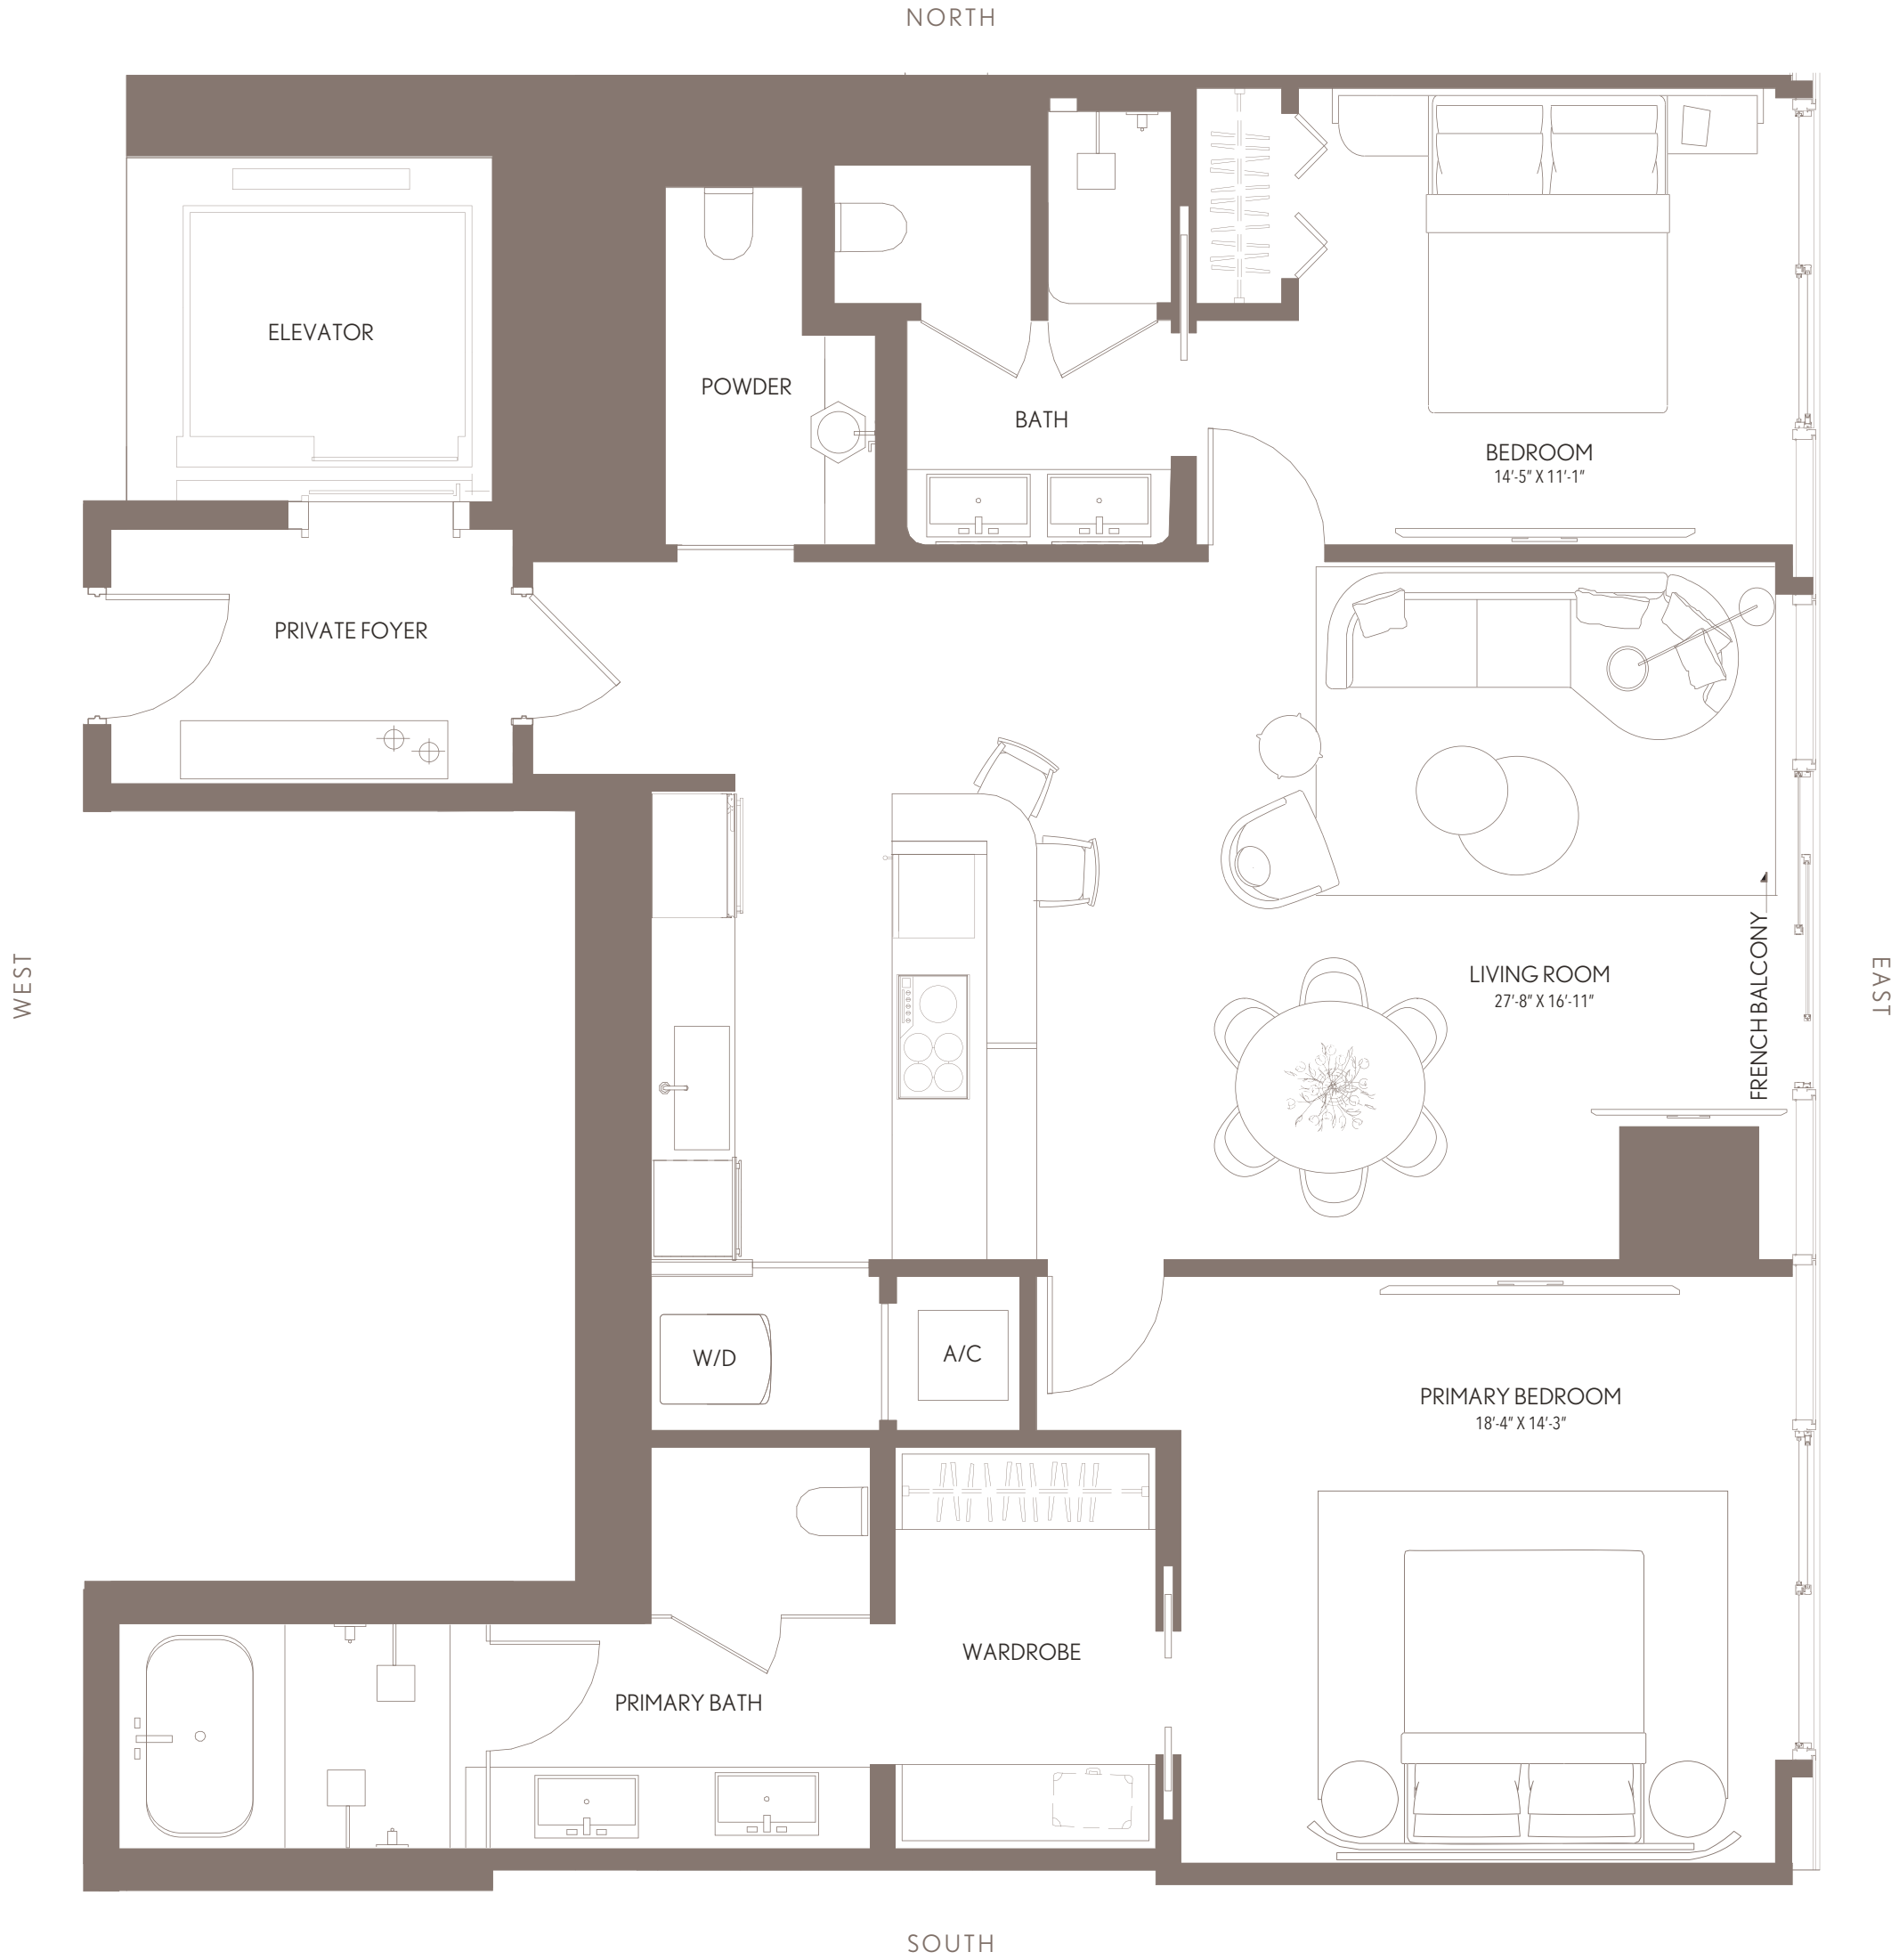 NORTH
ELEVATOR
POWDER
BATH
BEDROOM
14'-5" X 11'-1"
PRIVATE FOYER
WEST
LIVING ROOM
27'-8" X 16'-11"
FRENCH BALCONY
EAST
W/D
A/C
PRIMARY BEDROOM
18'-4" X 14'-3"
WARDROBE
PRIMARY BATH
SOUTH